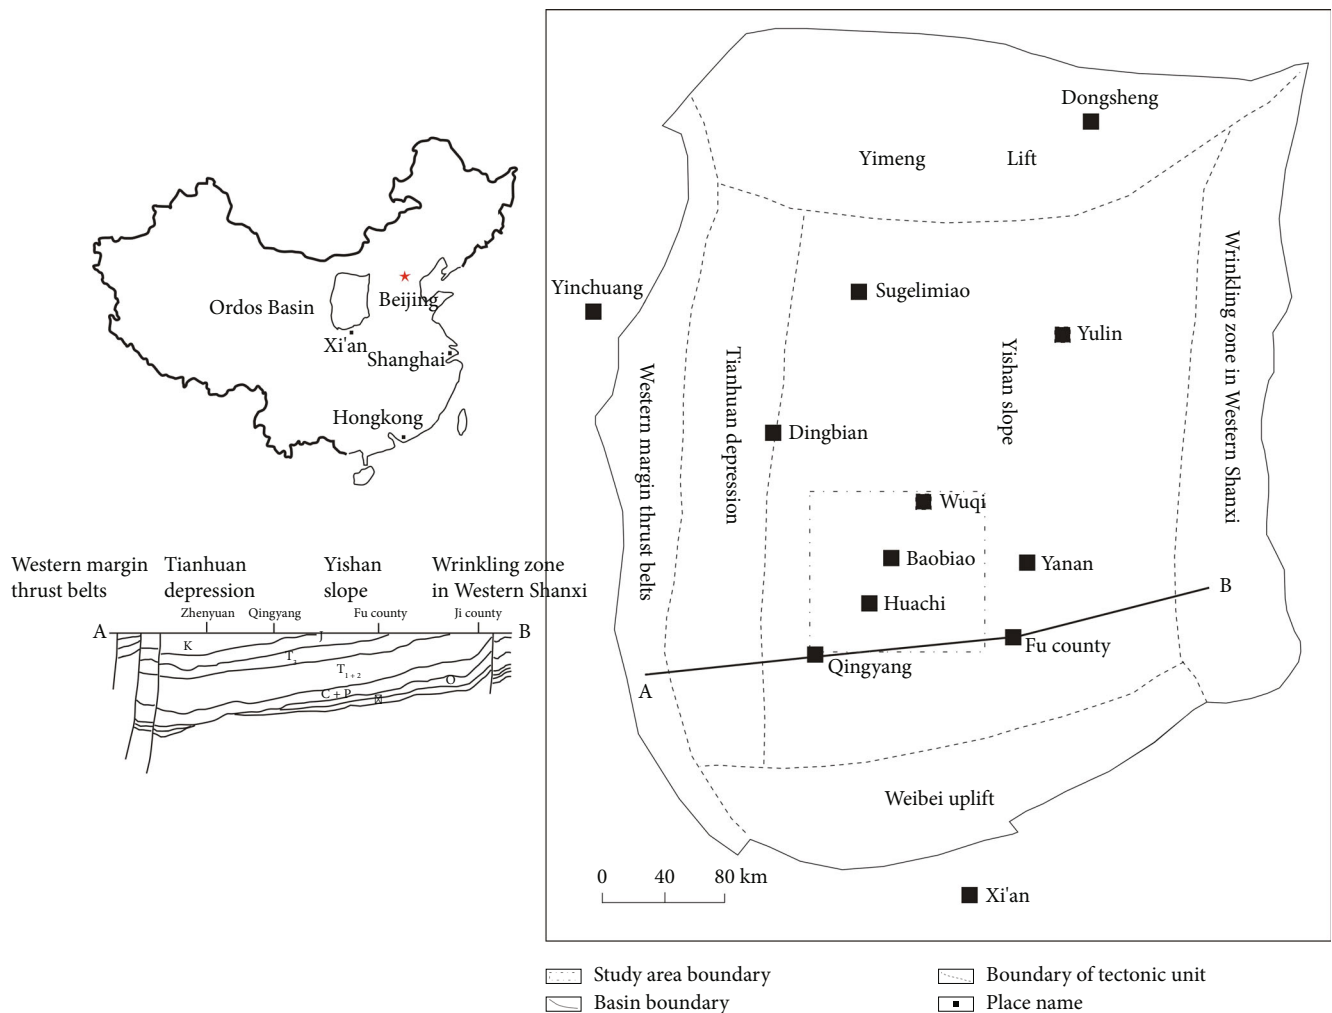 Ordos Basin
Beijing
Xi'an
Shanghai
Hongkong
Western margin
thrust belts
Tianhuan
depression
Yishan
slope
Wrinkling zone
in Western Shanxi
Zhenyuan
Qingyang
Fu county
Ji county
A
B
K
J
T3
T1+2
C + P
O
Dongsheng
Yimeng Lift
Yinchuang
Sugelimiao
Yulin
Western margin thrust belts
Tianhuan depression
Yishan slope
Wrinkling zone in Western Shanxi
Dingbian
Wuqi
Baobiao
Yanan
Huachi
B
Fu county
Qingyang
A
Weibei uplift
0 40 80 km
Xi'an
Study area boundary
Basin boundary
Boundary of tectonic unit
Place name